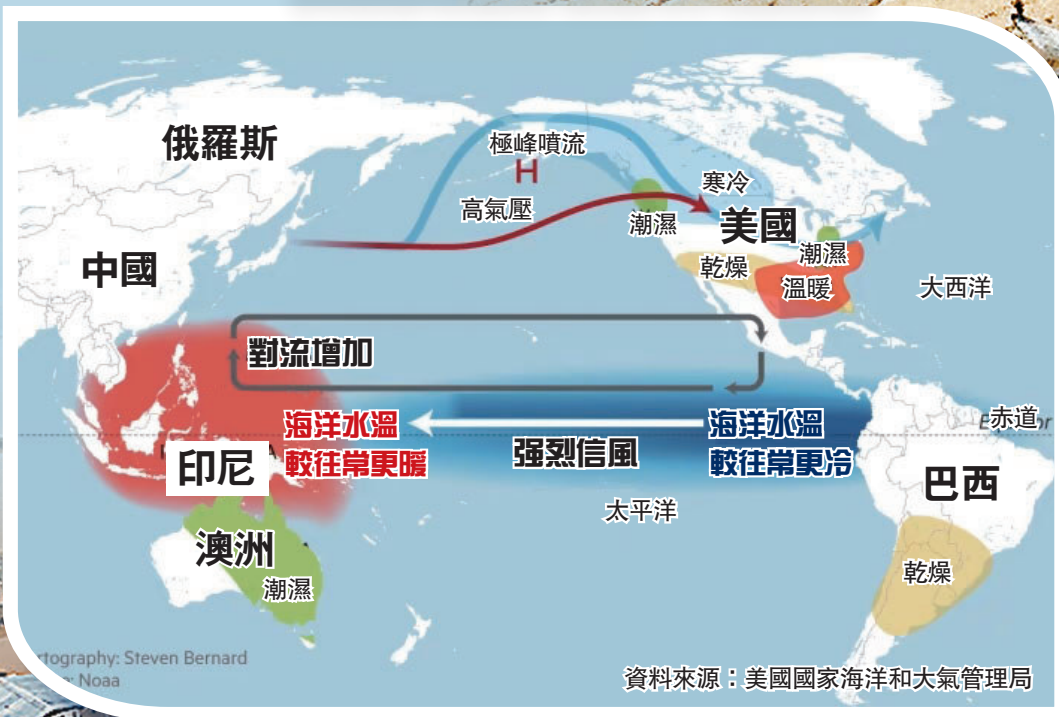 俄羅斯
極峰噴流
H
高氣壓
寒冷
潮濕
美國
中國
乾燥
潮濕
溫暖
大西洋
對流增加
海洋水溫
較往常更暖
强烈信風
海洋水溫
較往常更冷
赤道
印尼
巴西
太平洋
澳洲
潮濕
乾燥
tography: Steven Bernard
: Noaa
資料來源：美國國家海洋和大氣管理局